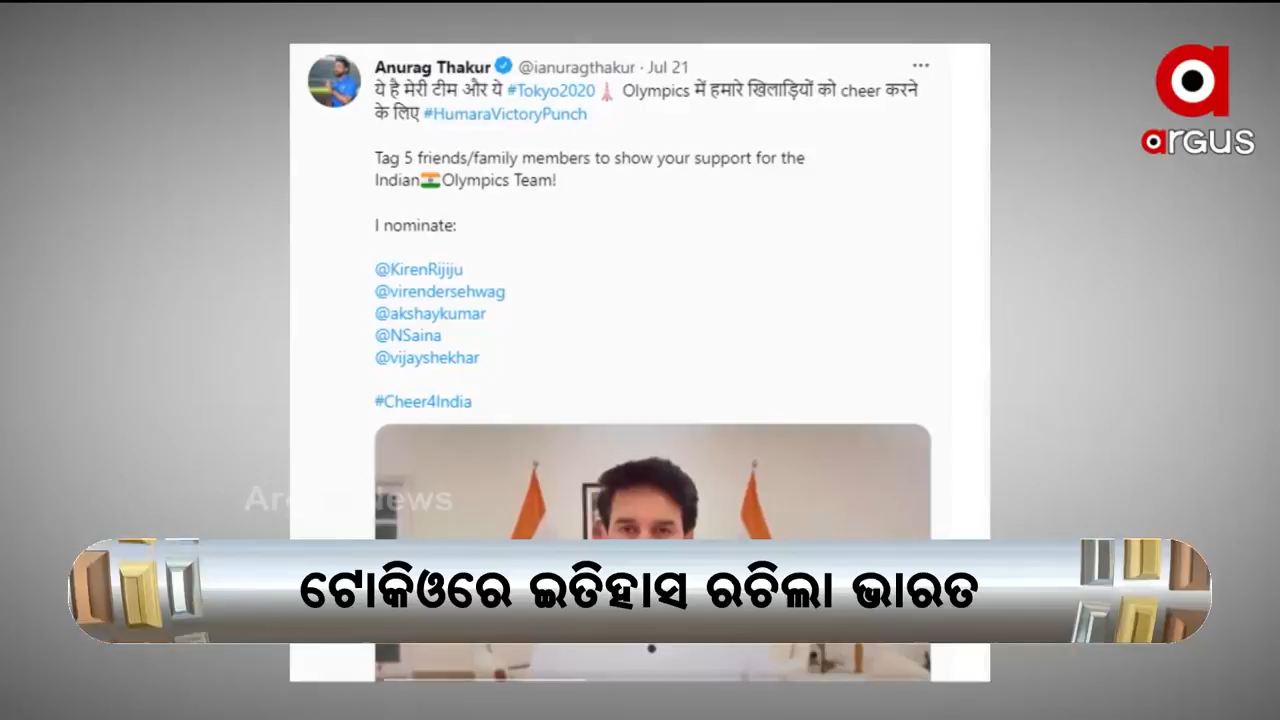 Anurag Thakur @ianuragthakur · Jul 21
ये है मेरी टीम और ये #Tokyo2020 Olympics में हमारे खिलाड़ियों को cheer करने
के लिए #HumaraVictoryPunch
Tag 5 friends/family members to show your support for the
Indian🇮🇳Olympics Team!
I nominate:
@KirenRijiju
@virendersehwag
@akshaykumar
@NSaina
@vijayshekhar
#Cheer4India
argus
News
ଟୋକିଓରେ ଇତିହାସ ରଚିଲା ଭାରତ